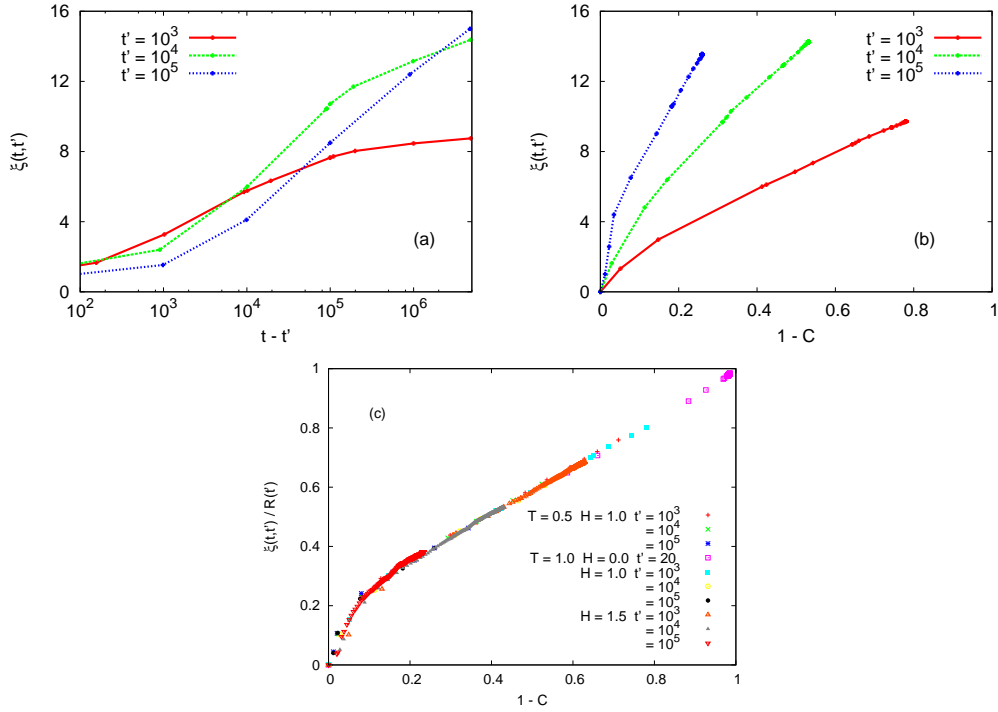 16
12
8
4
0
ξ(t,t')
t' = 10^3
t' = 10^4
t' = 10^5
(a)
10^2 10^3 10^4 10^5 10^6
t - t'
16
12
8
4
0
ξ(t,t')
t' = 10^3
t' = 10^4
t' = 10^5
(b)
0 0.2 0.4 0.6 0.8 1
1 - C
1
0.8
0.6
0.4
0.2
0
ξ(t,t') / R(t')
(c)
T = 0.5 H = 1.0 t' = 10^3
= 10^4
= 10^5
T = 1.0 H = 0.0 t' = 20
H = 1.0 t' = 10^3
= 10^4
= 10^5
H = 1.5 t' = 10^3
= 10^4
= 10^5
0 0.2 0.4 0.6 0.8 1
1 - C